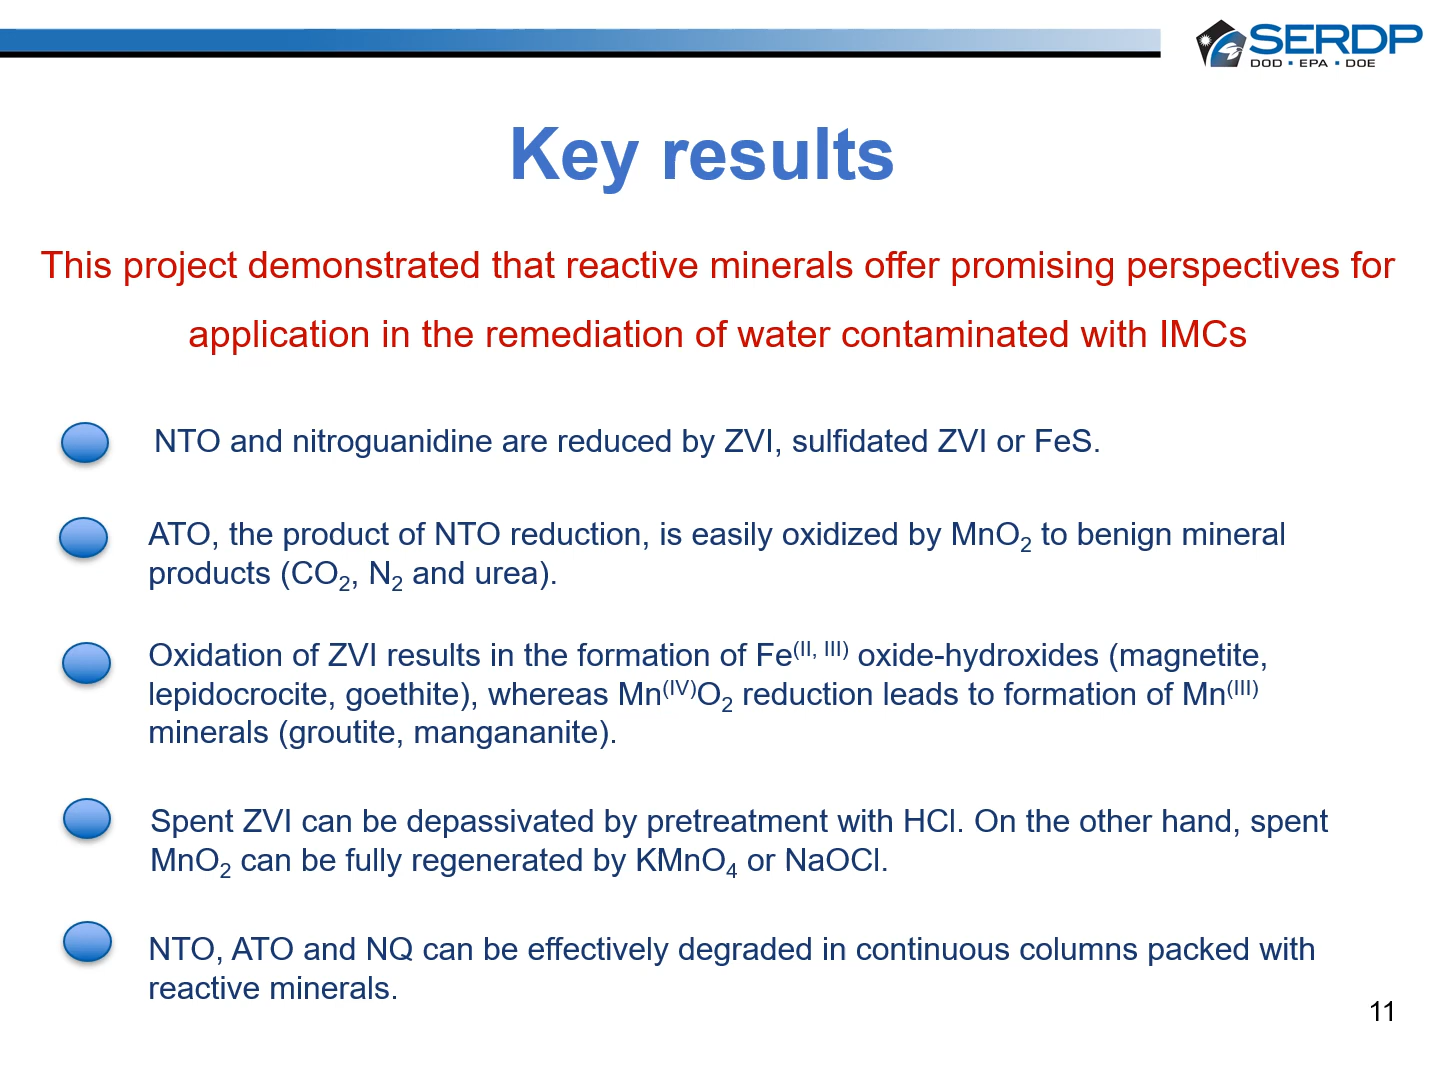 SERDP
DOD • EPA • DOE
Key results
This project demonstrated that reactive minerals offer promising perspectives for
application in the remediation of water contaminated with IMCs
NTO and nitroguanidine are reduced by ZVI, sulfidated ZVI or FeS.
ATO, the product of NTO reduction, is easily oxidized by MnO₂ to benign mineral
products (CO₂, N₂ and urea).
Oxidation of ZVI results in the formation of Fe⁽ᴵᴵ, ᴵᴵᴵ⁾ oxide-hydroxides (magnetite,
lepidocrocite, goethite), whereas Mn⁽ᴵⱽ⁾O₂ reduction leads to formation of Mn⁽ᴵᴵᴵ⁾
minerals (groutite, mangananite).
Spent ZVI can be depassivated by pretreatment with HCl. On the other hand, spent
MnO₂ can be fully regenerated by KMnO₄ or NaOCl.
NTO, ATO and NQ can be effectively degraded in continuous columns packed with
reactive minerals.
11